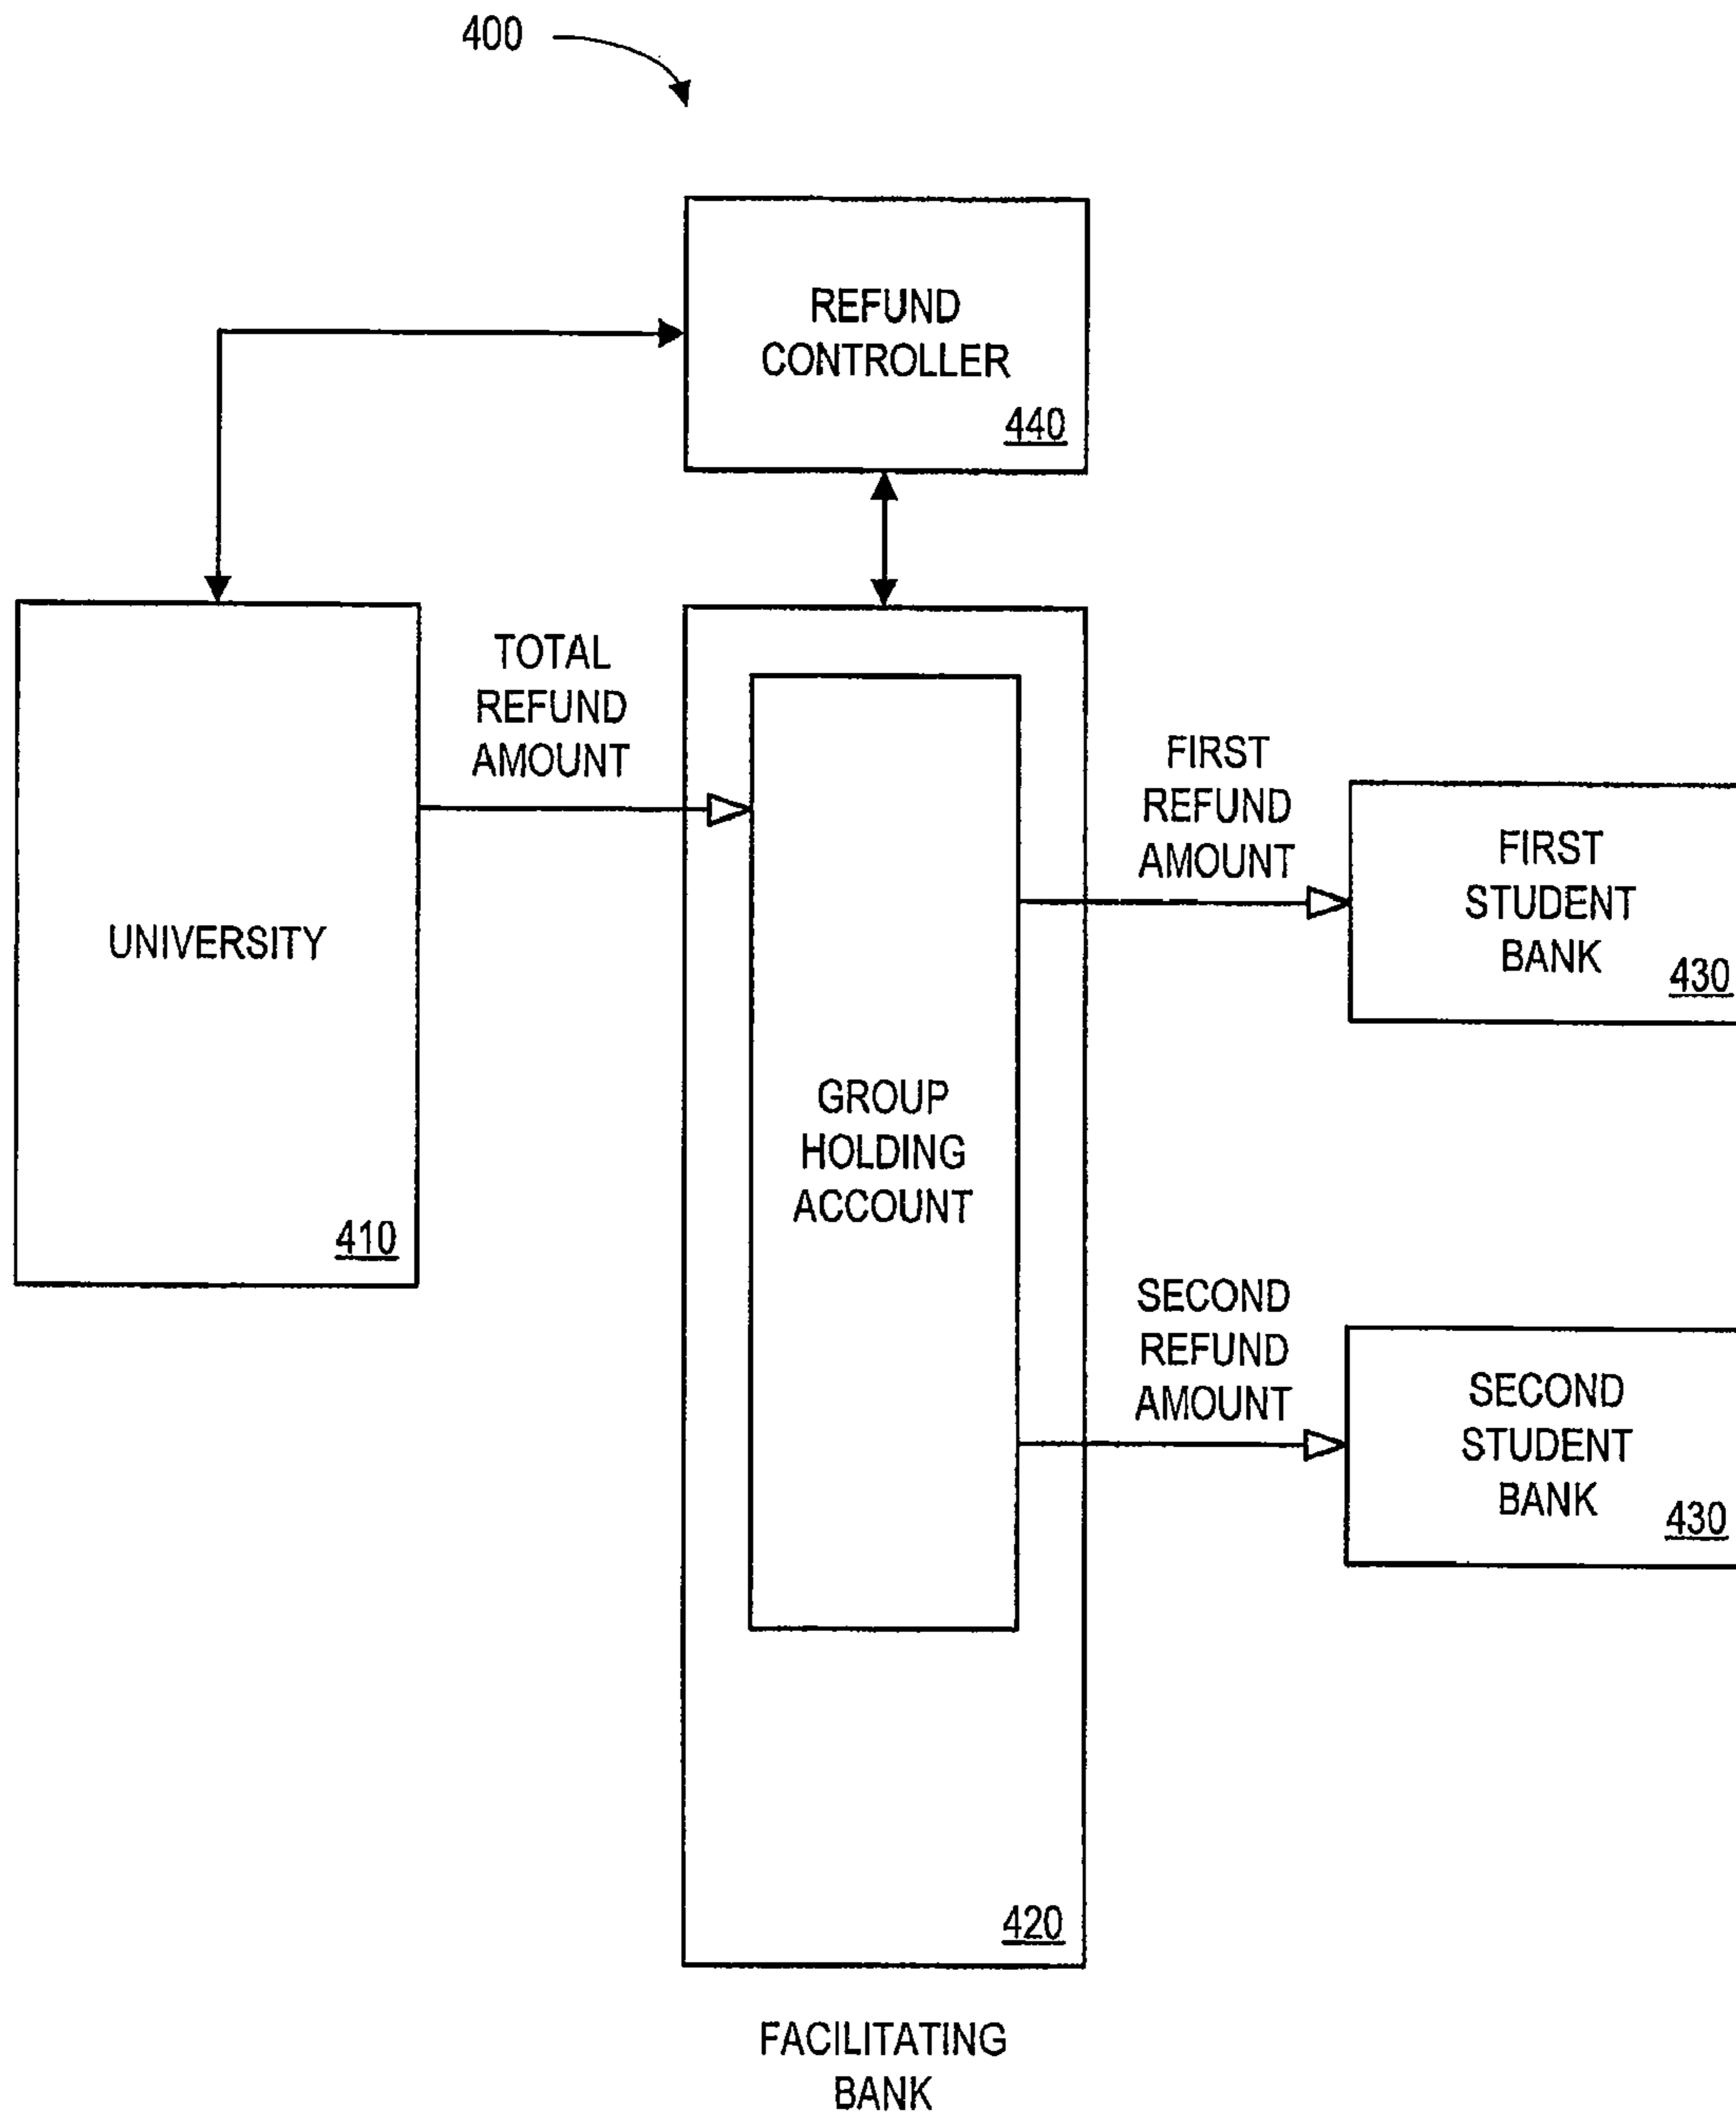 400
REFUND
CONTROLLER
440
TOTAL
REFUND
AMOUNT
UNIVERSITY
410
GROUP
HOLDING
ACCOUNT
FIRST
REFUND
AMOUNT
FIRST
STUDENT
BANK
430
SECOND
REFUND
AMOUNT
SECOND
STUDENT
BANK
430
420
FACILITATING
BANK